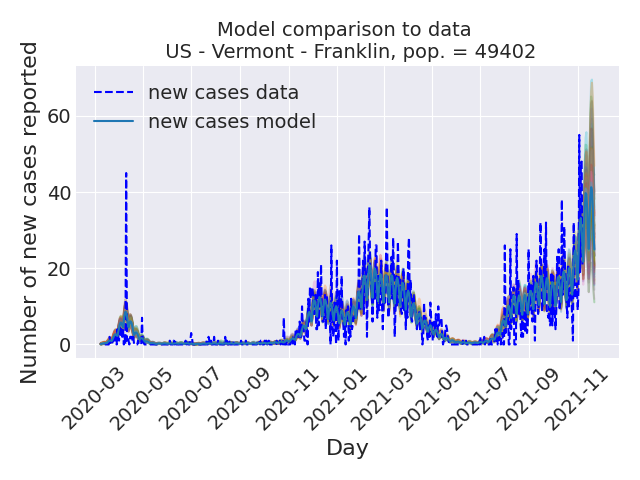 Model comparison to data
US - Vermont - Franklin, pop. = 49402
Number of new cases reported
60
40
20
0
new cases data
new cases model
2020-03
2020-05
2020-07
2020-09
2020-11
2021-01
2021-03
2021-05
2021-07
2021-09
2021-11
Day